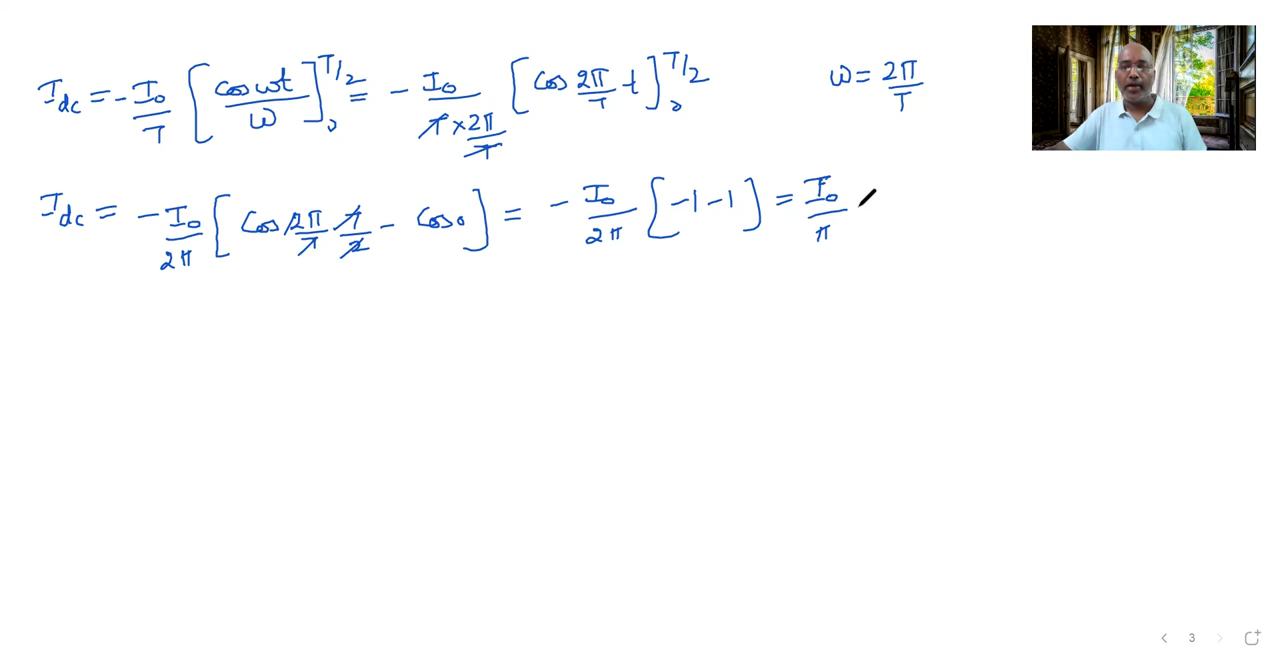 I_dc = - I_0/T [cos ωt / ω]_0^{T/2} = - I_0/(T × 2π/T) [cos 2π/T t]_0^{T/2} ω = 2π/T
I_dc = - I_0/2π [cos 2π/T T/2 - cos 0] = - I_0/2π [-1 -1] = I_0/π
3